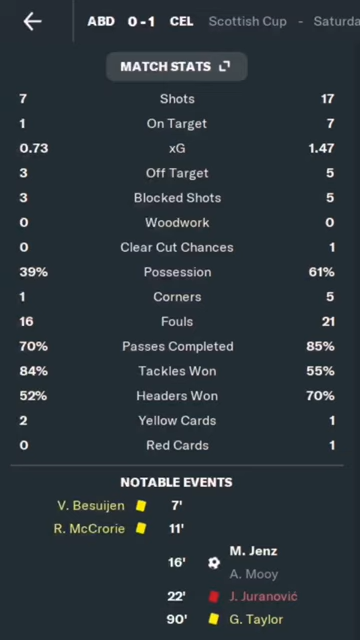 ABD 0 - 1 CEL Scottish Cup - Saturda
MATCH STATS
7 Shots 17
1 On Target 7
0.73 xG 1.47
3 Off Target 5
3 Blocked Shots 5
0 Woodwork 0
0 Clear Cut Chances 1
39% Possession 61%
1 Corners 5
16 Fouls 21
70% Passes Completed 85%
84% Tackles Won 55%
52% Headers Won 70%
2 Yellow Cards 1
0 Red Cards 1
NOTABLE EVENTS
V. Besuijen 7'
R. McCrorie 11'
16' M. Jenz
A. Mooy
22' J. Juranović
90' G. Taylor